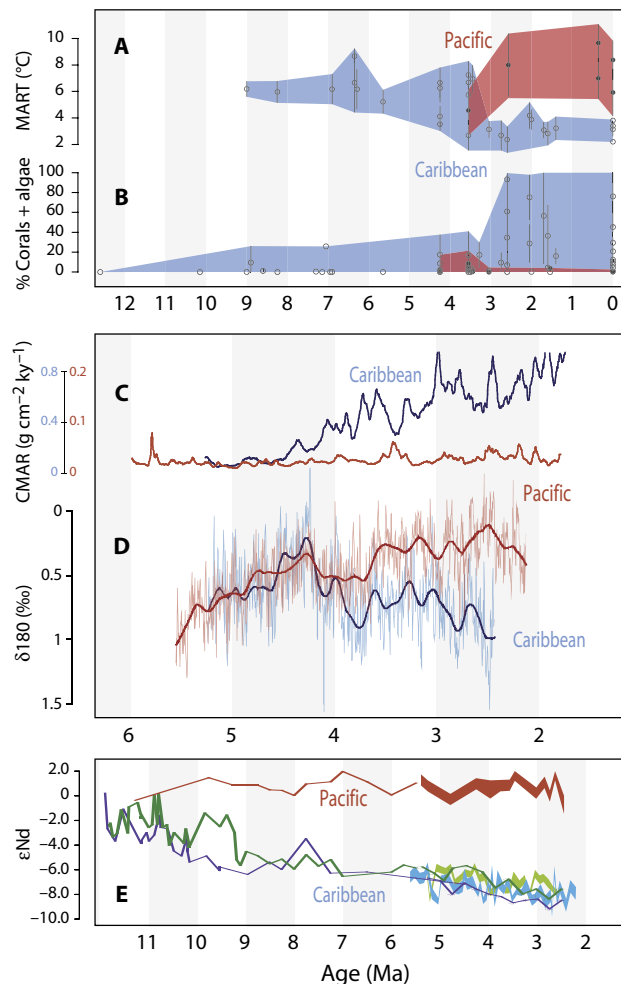 A
Pacific
MART (°C)
10
8
6
4
2
B
Caribbean
% Corals + algae
100
80
60
40
20
0
12 11 10 9 8 7 6 5 4 3 2 1 0
C
Caribbean
CMAR (g cm−2 ky−1)
0.8 0.2
0.4 0.1
0 0
Pacific
D
δ180 (‰)
0
0.5
1
1.5
Caribbean
6 5 4 3 2
εNd
2.0
0
−2.0
−4.0
−6.0
−8.0
−10.0
Pacific
E
Caribbean
11 10 9 8 7 6 5 4 3 2
Age (Ma)